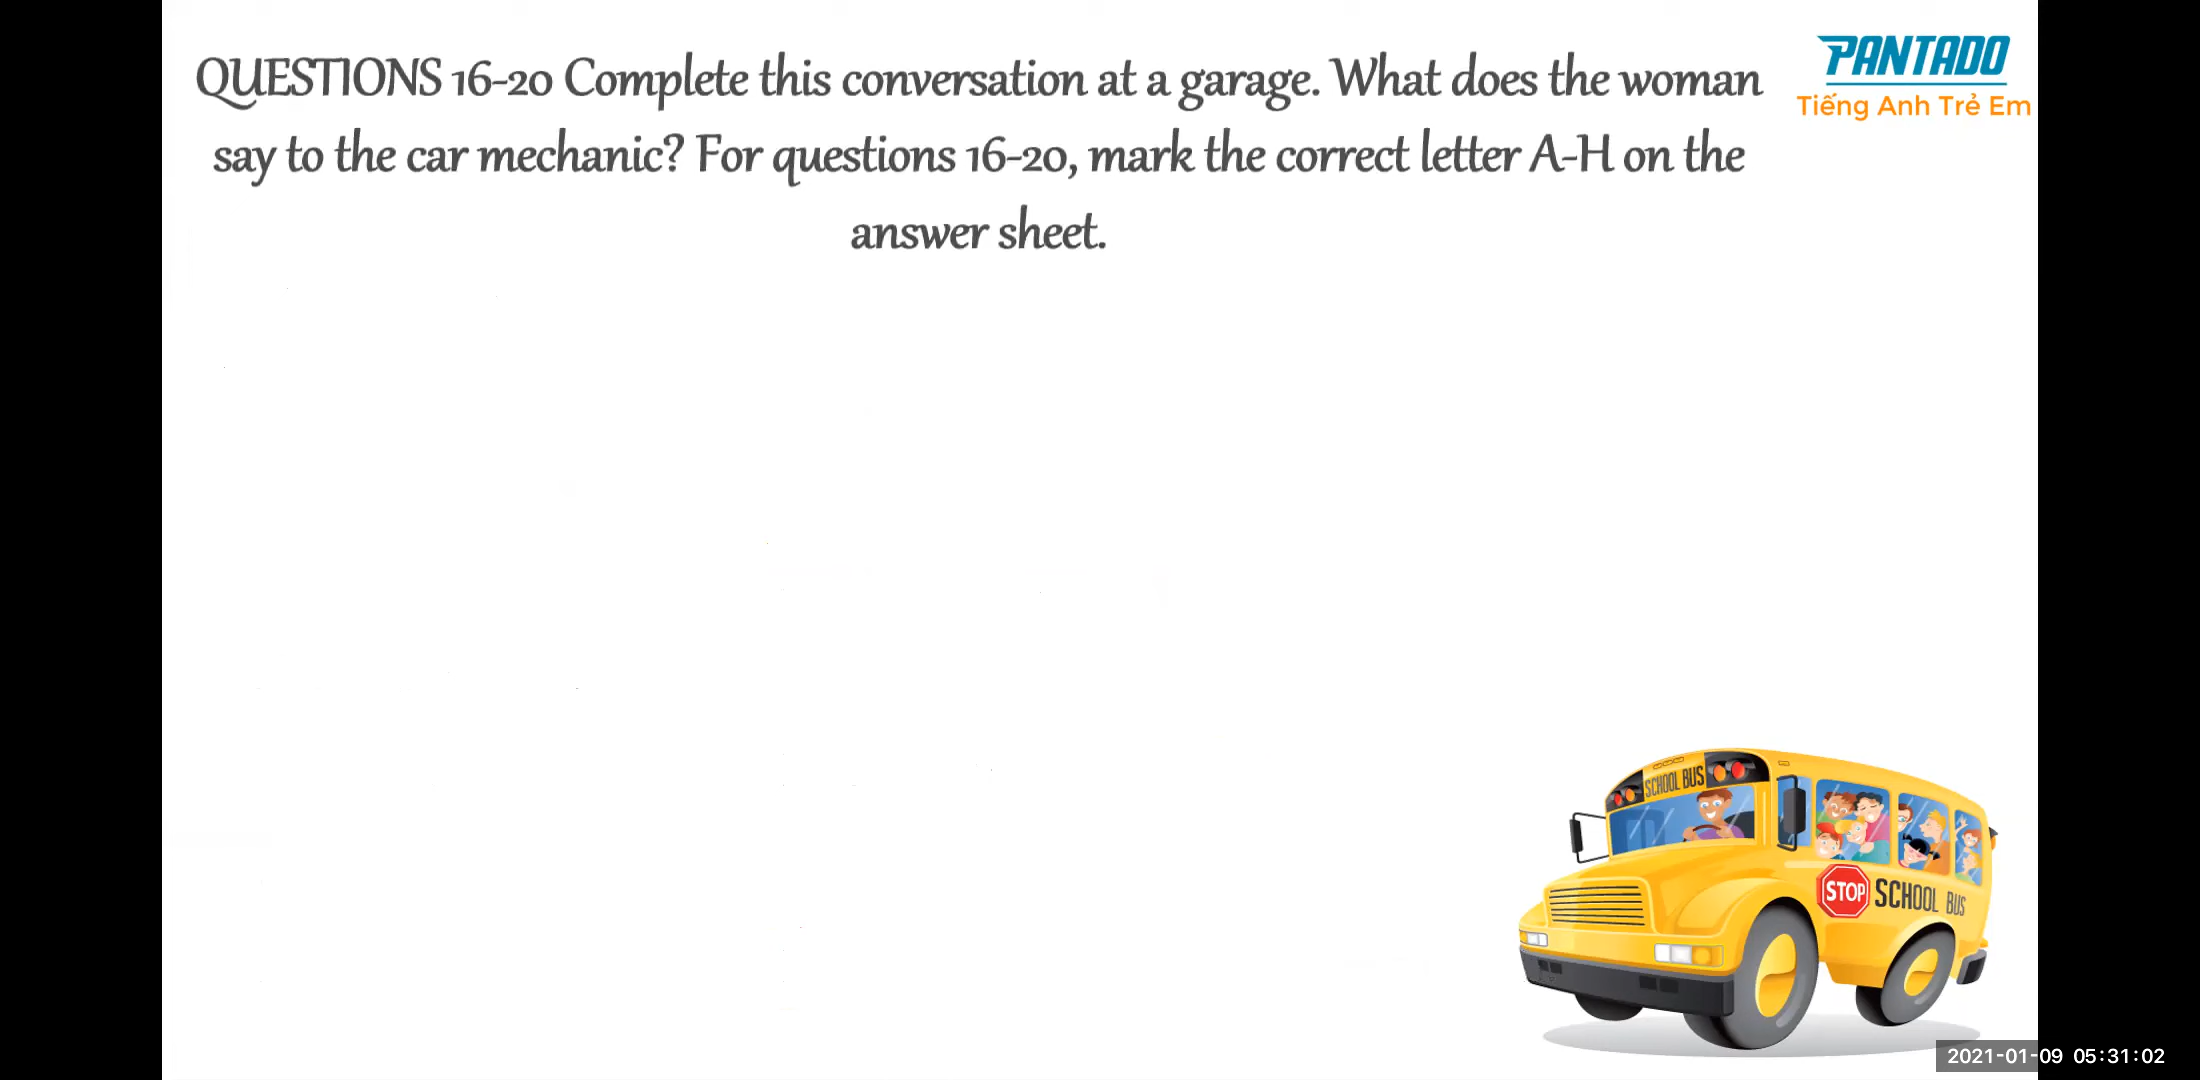 QUESTIONS 16-20 Complete this conversation at a garage. What does the woman
say to the car mechanic? For questions 16-20, mark the correct letter A-H on the
answer sheet.
PANTADO
Tiếng Anh Trẻ Em
SCHOOL BUS
STOP SCHOOL BUS
2021-01-09 05:31:02